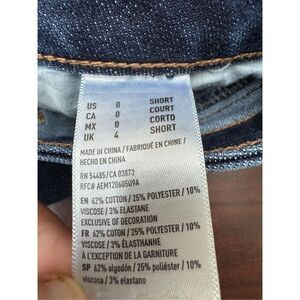 US 0 SHORT
CA 0 COURT
MX 0 CORTO
UK 4 SHORT
MADE IN CHINA / FABRIQUÉ EN CHINE /
HECHO EN CHINA
RN 54485/CA 03873
RFC# AEM1206050U9A
EN 62% COTTON / 25% POLYESTER / 10%
VISCOSE / 3% ELASTANE
EXCLUSIVE OF DECORATION
FR 62% COTON / 25% POLYESTER / 10%
VISCOSE / 3% ÉLASTHANNE
À L'EXCEPTION DE LA GARNITURE
SP 62% algodón / 25% poliéster / 10%
viscosa / 3% elastano